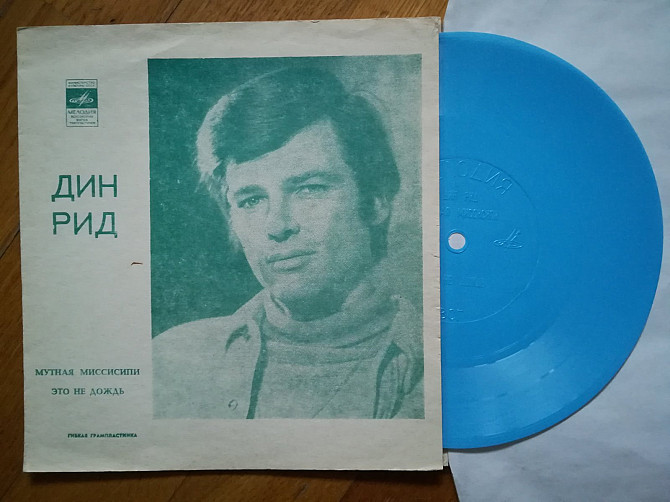 МЕЛОДИЯ
ДИН
РИД
МУТНАЯ МИССИСИПИ
ЭТО НЕ ДОЖДЬ
ГИБКАЯ ГРАМПЛАСТИНКА